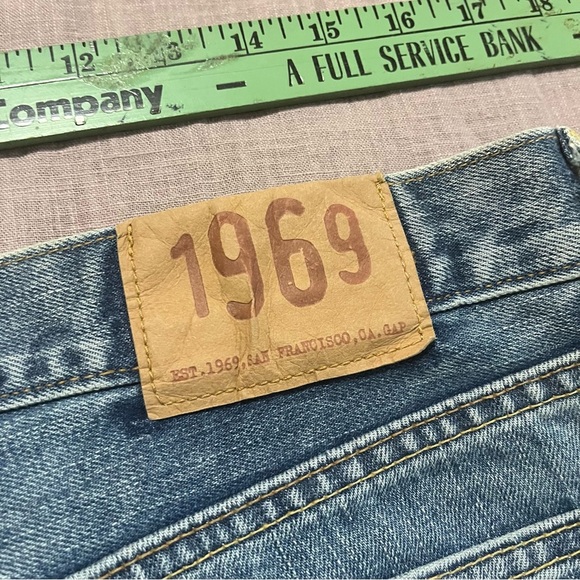 12 13 14 15 16 17 18
Company — A FULL SERVICE BANK
1969
EST.1969,SAN FRANCISCO,CA.GAP